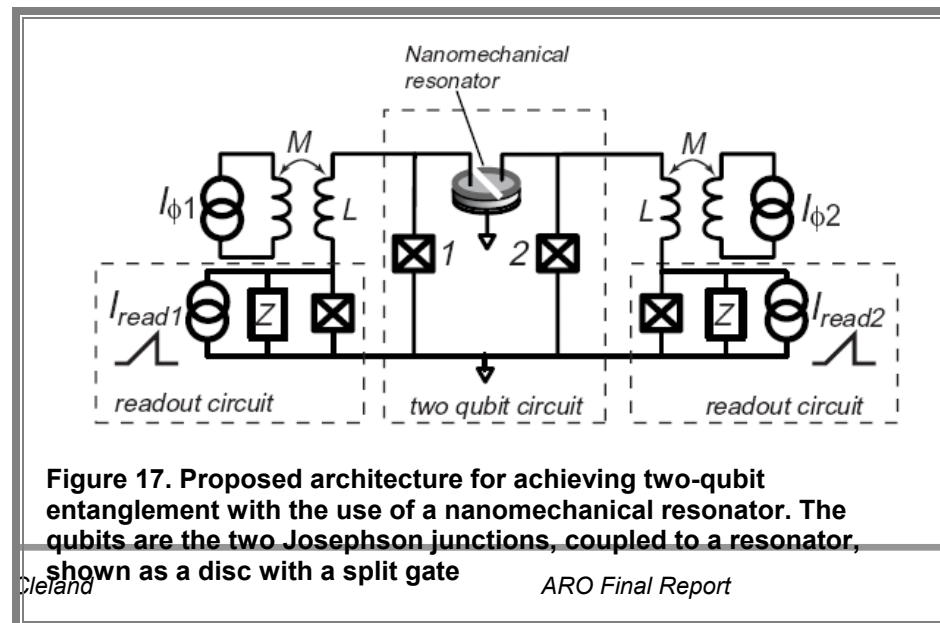 Nanomechanical
resonator
M
M
Iϕ1
L
L
Iϕ2
1
2
Iread1
Z
Z
Iread2
readout circuit
two qubit circuit
readout circuit
Figure 17. Proposed architecture for achieving two-qubit
entanglement with the use of a nanomechanical resonator. The
qubits are the two Josephson junctions, coupled to a resonator,
shown as a disc with a split gate
Cleland
ARO Final Report